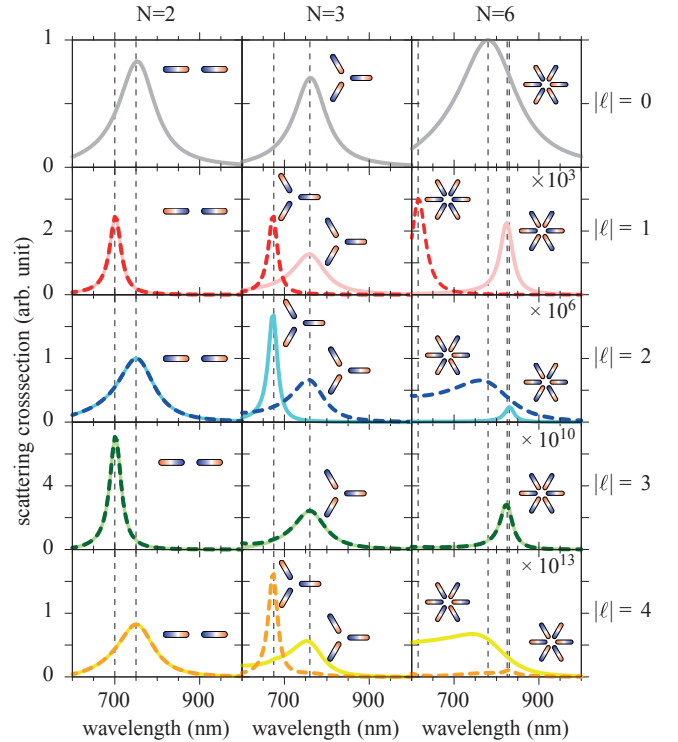 N=2 N=3 N=6
1
0
|ℓ| = 0
×10³
2
0
|ℓ| = 1
×10⁶
1
0
|ℓ| = 2
×10¹⁰
4
0
|ℓ| = 3
×10¹³
1
0
|ℓ| = 4
scattering crosssection (arb. unit)
700 900 700 900 700 900
wavelength (nm) wavelength (nm) wavelength (nm)